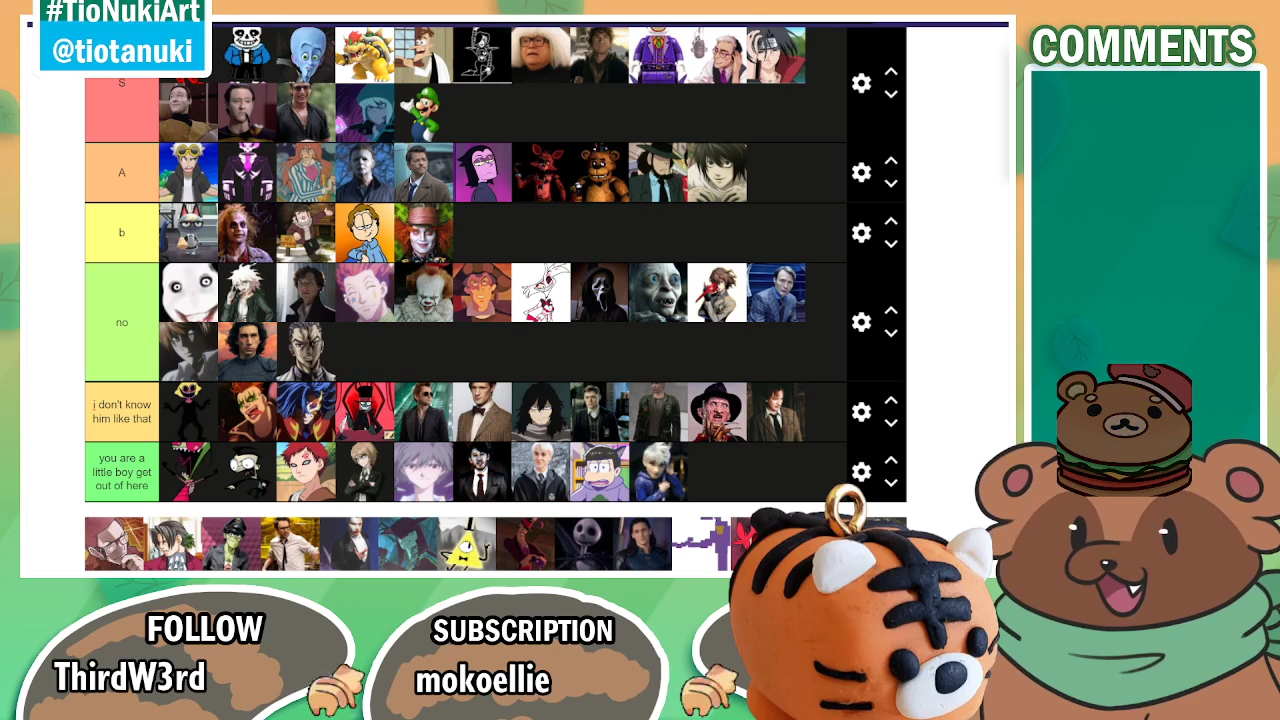 #TioNukiArt
@tiotanuki
COMMENTS
S
A
b
no
i don't know
him like that
you are a
little boy get
out of here
FOLLOW
ThirdW3rd
SUBSCRIPTION
mokoellie